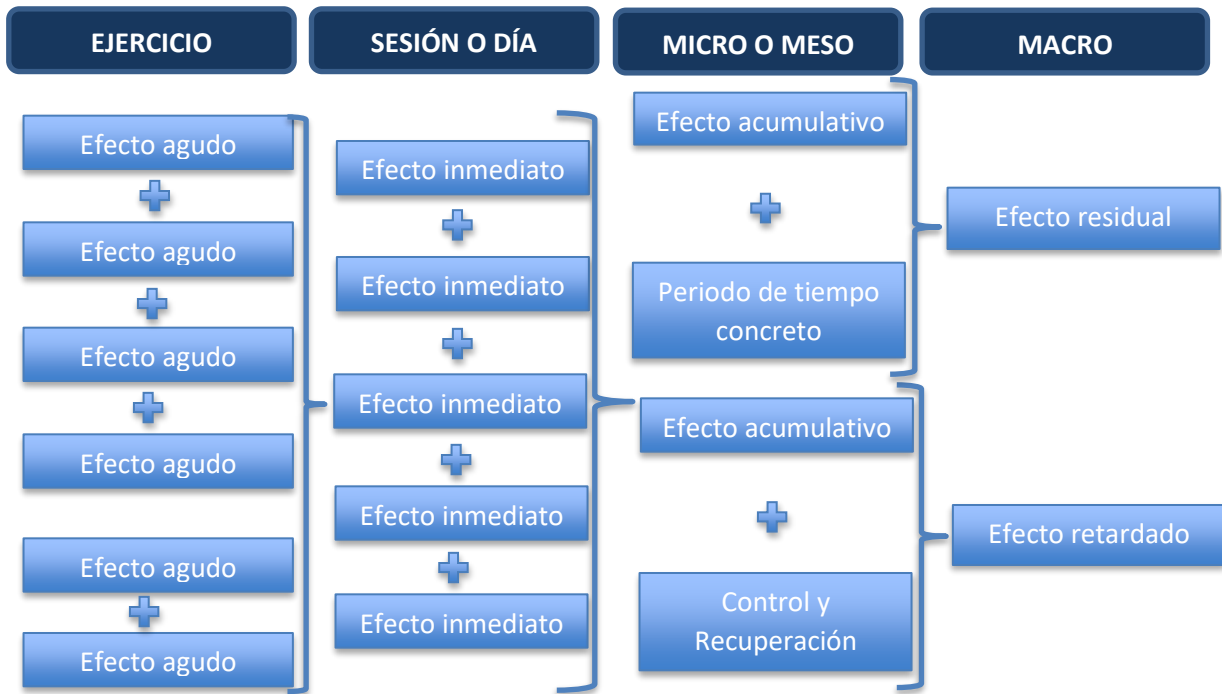 EJERCICIO
SESIÓN O DÍA
MICRO O MESO
MACRO
Efecto agudo
Efecto agudo
Efecto agudo
Efecto agudo
Efecto agudo
Efecto agudo
Efecto inmediato
Efecto inmediato
Efecto inmediato
Efecto inmediato
Efecto inmediato
Efecto acumulativo
Periodo de tiempo
concreto
Efecto acumulativo
Control y
Recuperación
Efecto residual
Efecto retardado